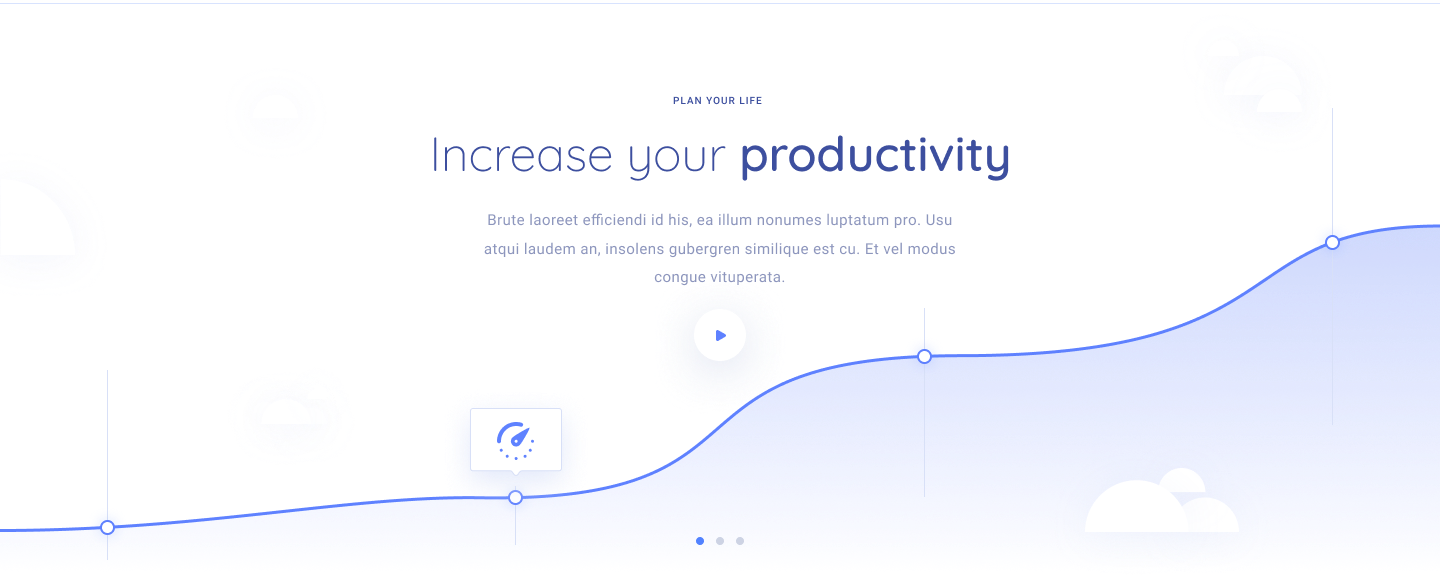 PLAN YOUR LIFE
Increase your productivity
Brute laoreet efficiendi id his, ea illum nonumes luptatum pro. Usu
atqui laudem an, insolens gubergren similique est cu. Et vel modus
congue vituperata.